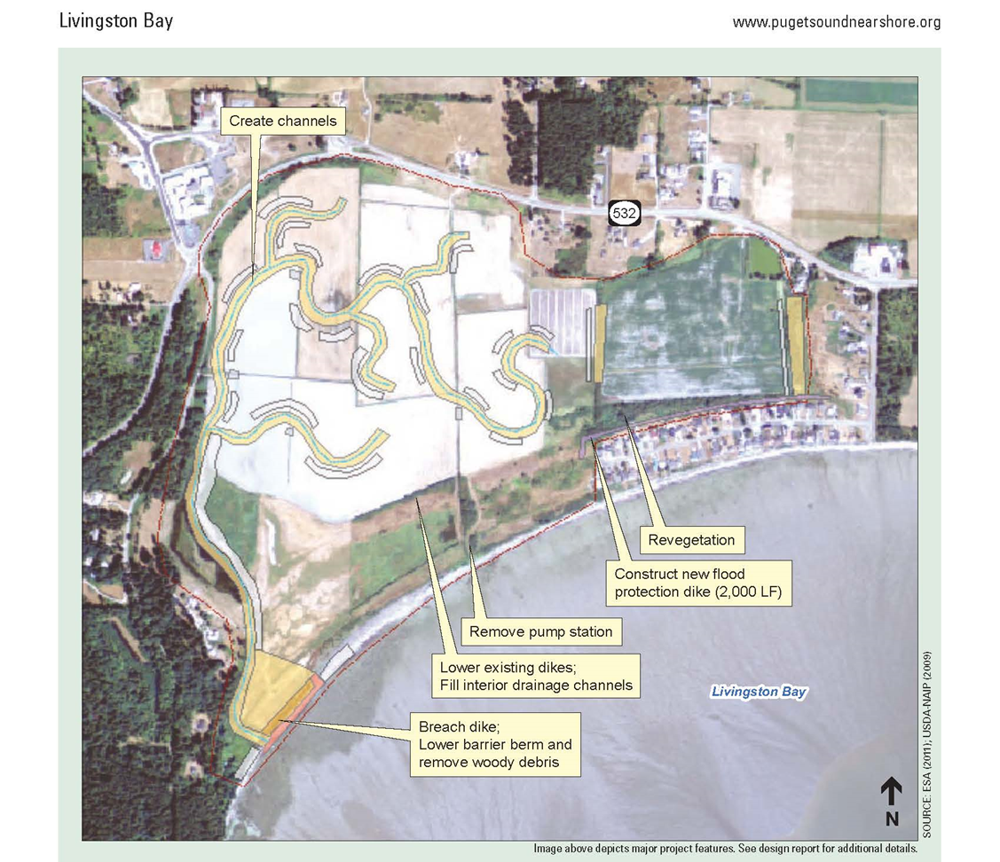 Livingston Bay
www.pugetsoundnearshore.org
Create channels
532
Revegetation
Construct new flood
protection dike (2,000 LF)
Remove pump station
Lower existing dikes;
Fill interior drainage channels
Livingston Bay
Breach dike;
Lower barrier berm and
remove woody debris
N
SOURCE: ESA (2011); USDA-NAIP (2009)
Image above depicts major project features. See design report for additional details.